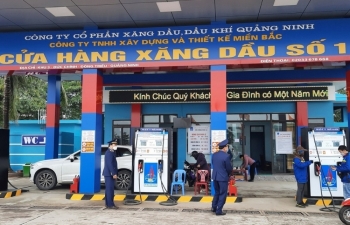 CÔNG TY CỔ PHẦN XĂNG DẦU, DẦU KHÍ QUẢNG NINH
CÔNG TY TNHH XÂY DỰNG VÀ THIẾT KẾ MIỀN BẮC
CỬA HÀNG XĂNG DẦU SỐ 1
Kính Chúc Quý Khách Gia Đình có Một Năm Mới
WC